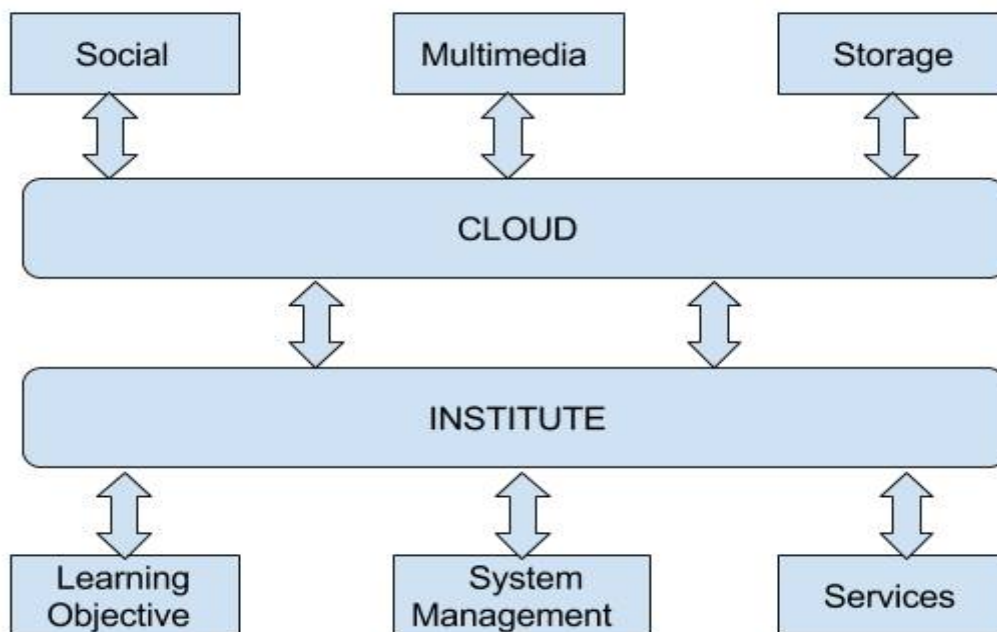 Social
Multimedia
Storage
CLOUD
INSTITUTE
Learning
Objective
System
Management
Services